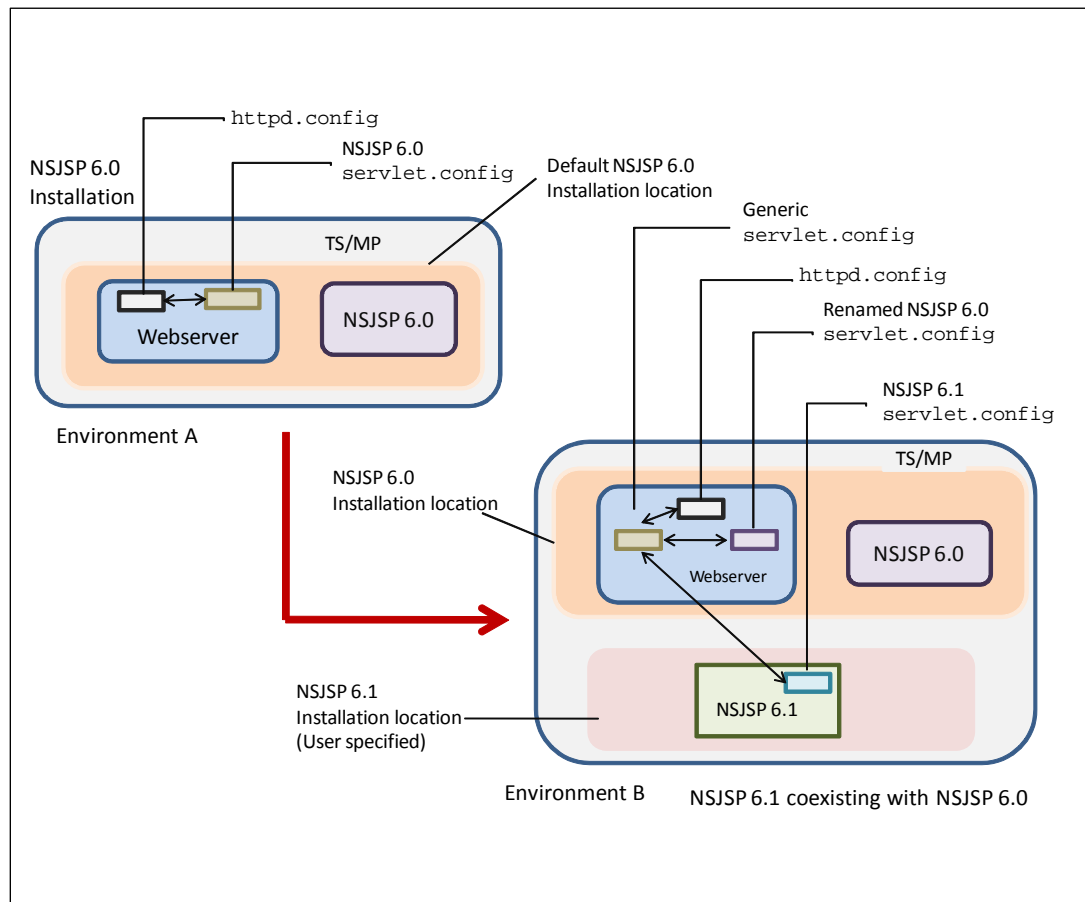 httpd.config
NSJSP 6.0
servlet.config
NSJSP 6.0
Installation
Default NSJSP 6.0
Installation location
TS/MP
Webserver
NSJSP 6.0
Environment A
Generic
servlet.config
httpd.config
Renamed NSJSP 6.0
servlet.config
NSJSP 6.1
servlet.config
TS/MP
NSJSP 6.0
Installation location
Webserver
NSJSP 6.0
NSJSP 6.1
Installation location
(User specified)
NSJSP 6.1
Environment B
NSJSP 6.1 coexisting with NSJSP 6.0